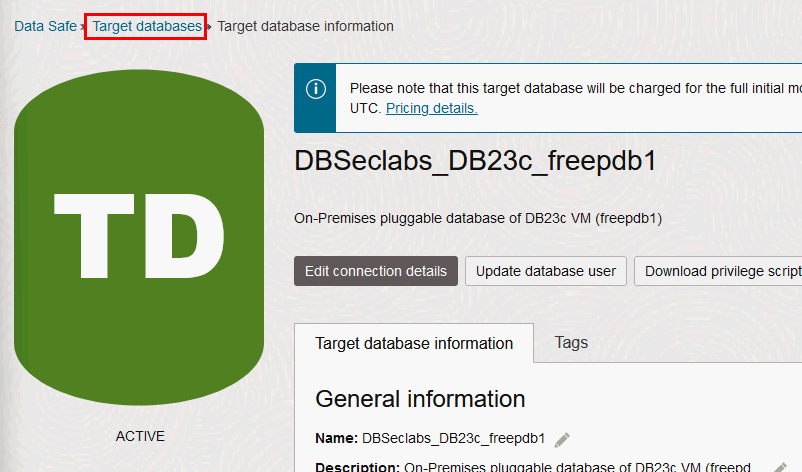 Data Safe » Target databases » Target database information
Please note that this target database will be charged for the full initial
UTC. Pricing details.
DBSeclabs_DB23c_freepdb1
TD
On-Premises pluggable database of DB23c VM (freepdb1)
Edit connection details Update database user Download privilege script
Target database information Tags
General information
ACTIVE
Name: DBSeclabs_DB23c_freepdb1
Description: On-Premises pluggable database of DB23c VM (freepd